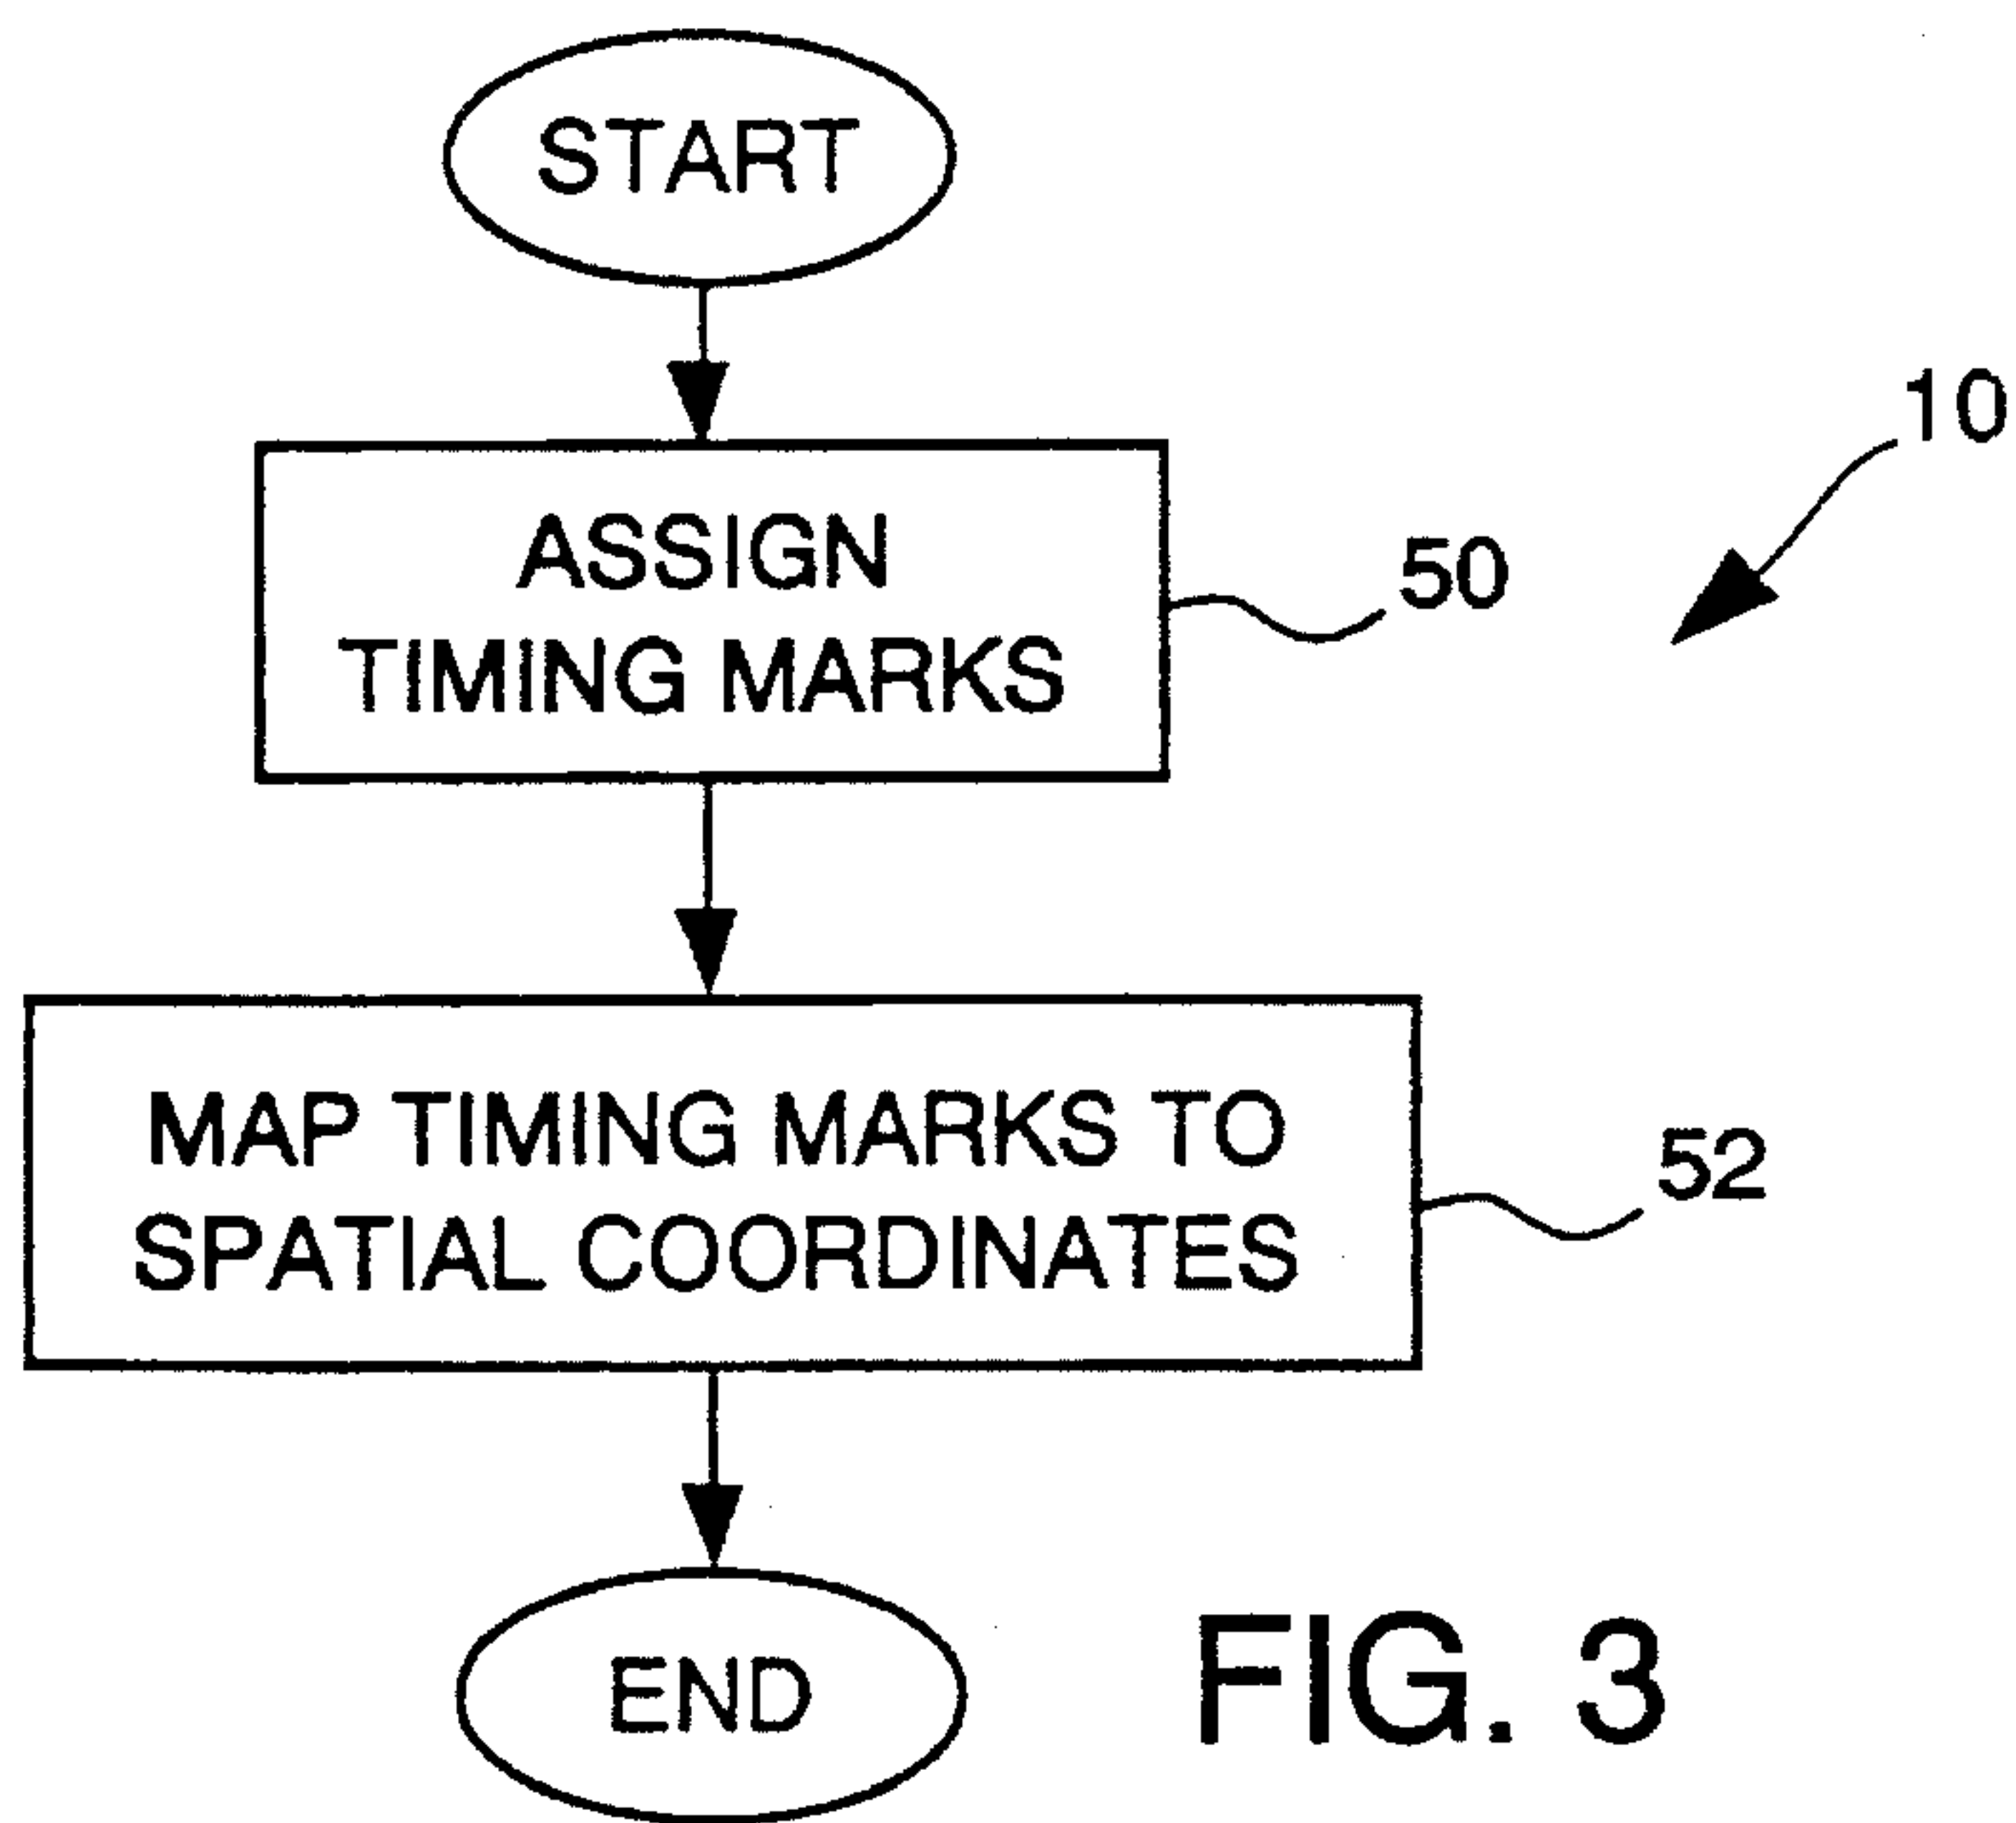 START
10
ASSIGN
TIMING MARKS
50
MAP TIMING MARKS TO
SPATIAL COORDINATES
52
END
FIG. 3